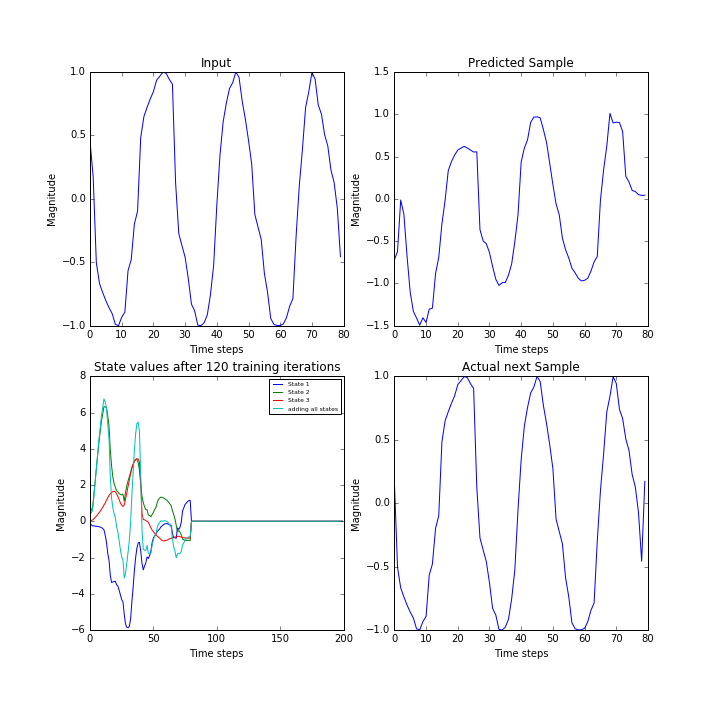 Input
Magnitude
1.0
0.5
0.0
−0.5
−1.0
0 10 20 30 40 50 60 70 80
Time steps
Predicted Sample
Magnitude
1.5
1.0
0.5
0.0
−0.5
−1.0
−1.5
0 10 20 30 40 50 60 70 80
Time steps
State values after 120 training iterations
Magnitude
8
6
4
2
0
−2
−4
−6
State 1
State 2
State 3
adding all states
0 50 100 150 200
Time steps
Actual next Sample
Magnitude
1.0
0.5
0.0
−0.5
−1.0
0 10 20 30 40 50 60 70 80
Time steps